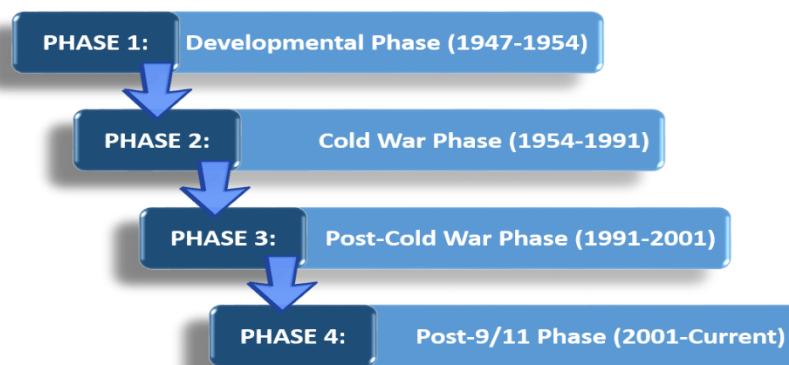 PHASE 1: Developmental Phase (1947-1954)
PHASE 2: Cold War Phase (1954-1991)
PHASE 3: Post-Cold War Phase (1991-2001)
PHASE 4: Post-9/11 Phase (2001-Current)